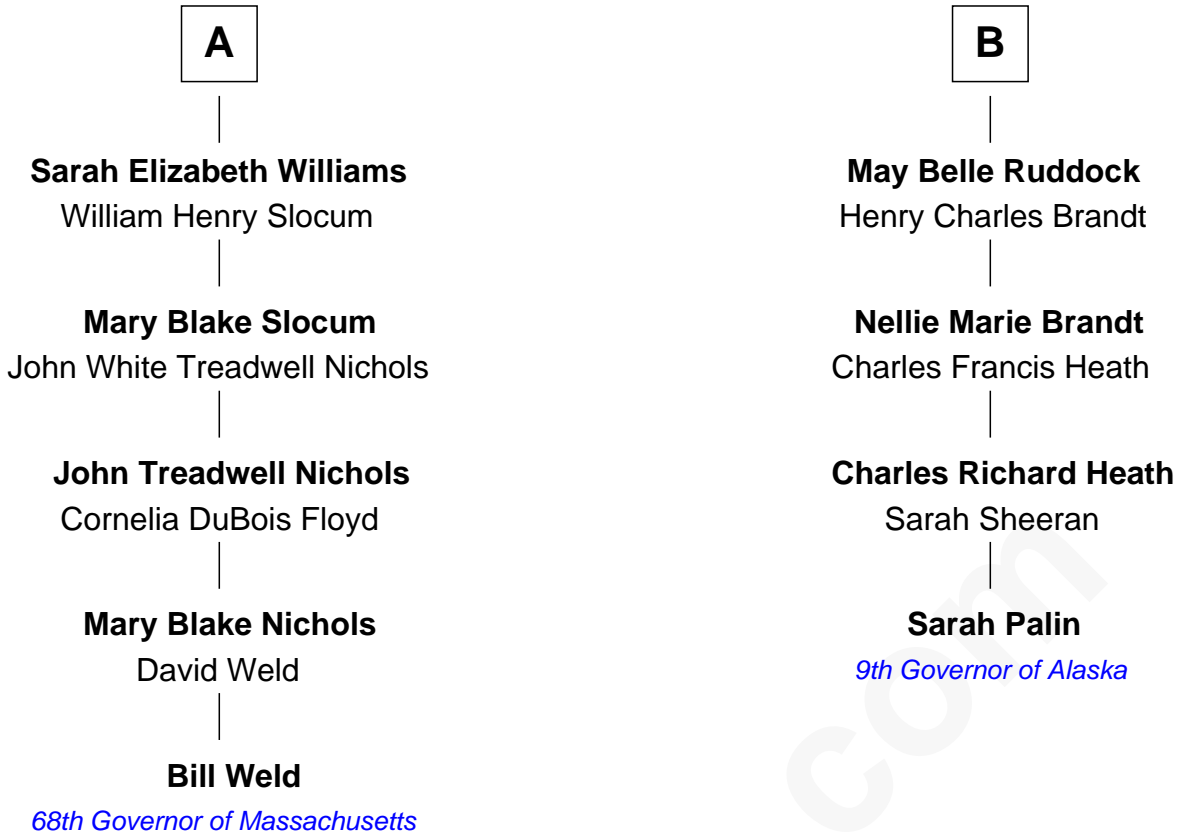 A
Sarah Elizabeth Williams
William Henry Slocum
Mary Blake Slocum
John White Treadwell Nichols
John Treadwell Nichols
Cornelia DuBois Floyd
Mary Blake Nichols
David Weld
Bill Weld
68th Governor of Massachusetts
B
May Belle Ruddock
Henry Charles Brandt
Nellie Marie Brandt
Charles Francis Heath
Charles Richard Heath
Sarah Sheeran
Sarah Palin
9th Governor of Alaska
com